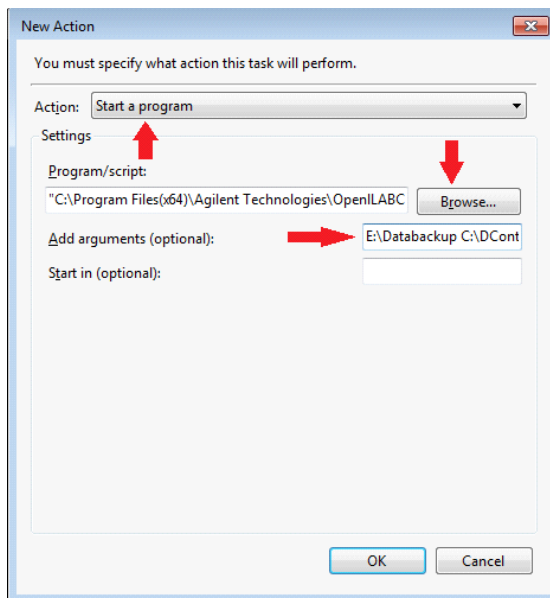 New Action
You must specify what action this task will perform.
Action: Start a program
Settings
Program/script:
"C:\Program Files(x64)\Agilent Technologies\OpenILABC Browse...
Add arguments (optional): E:\Databackup C:\DCont
Start in (optional):
OK Cancel